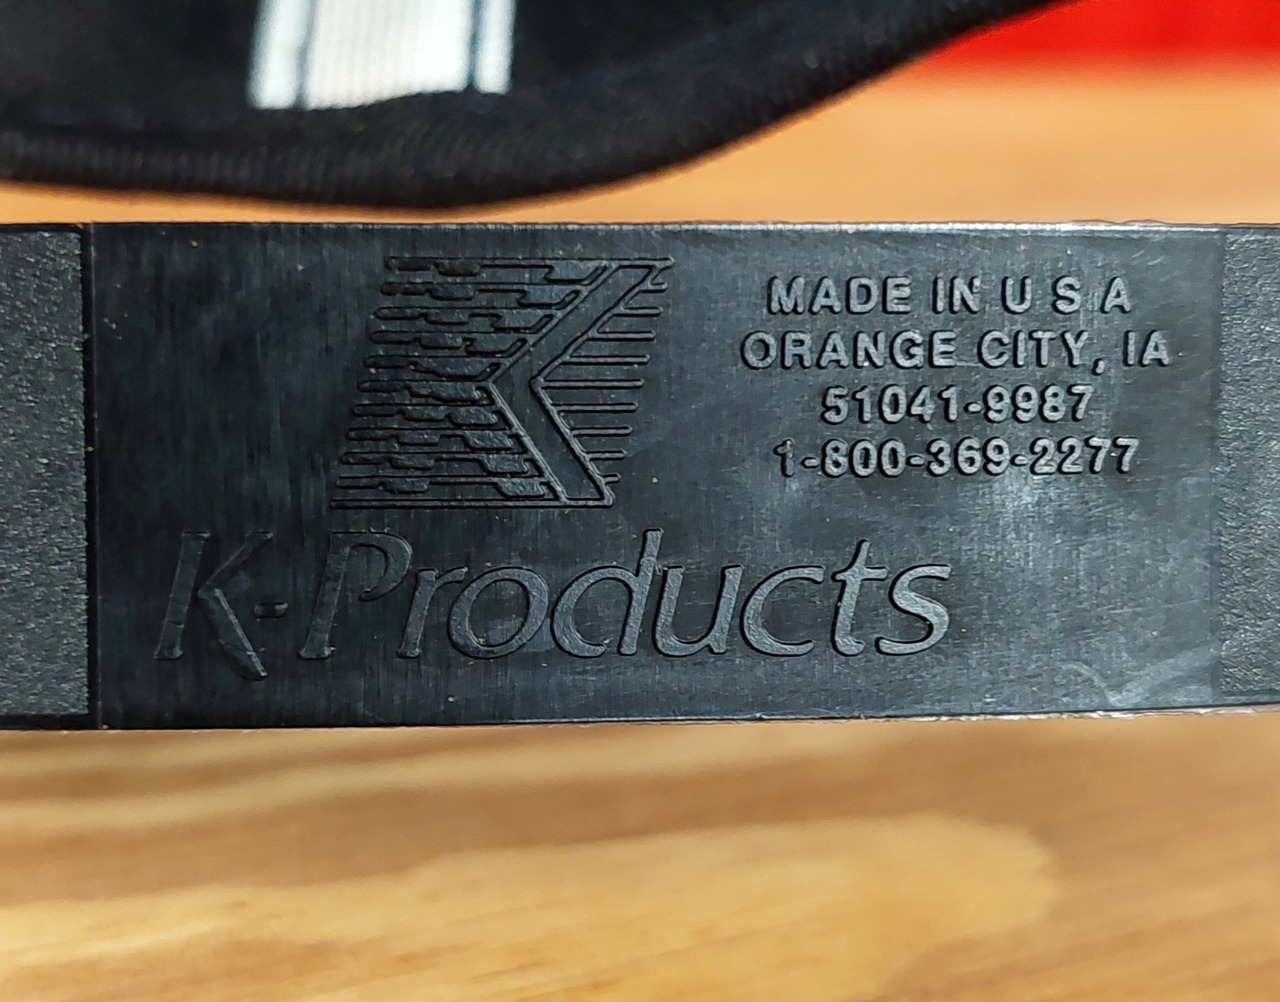 MADE IN U S A
ORANGE CITY, IA
51041-9987
1-800-369-2277
K-Products